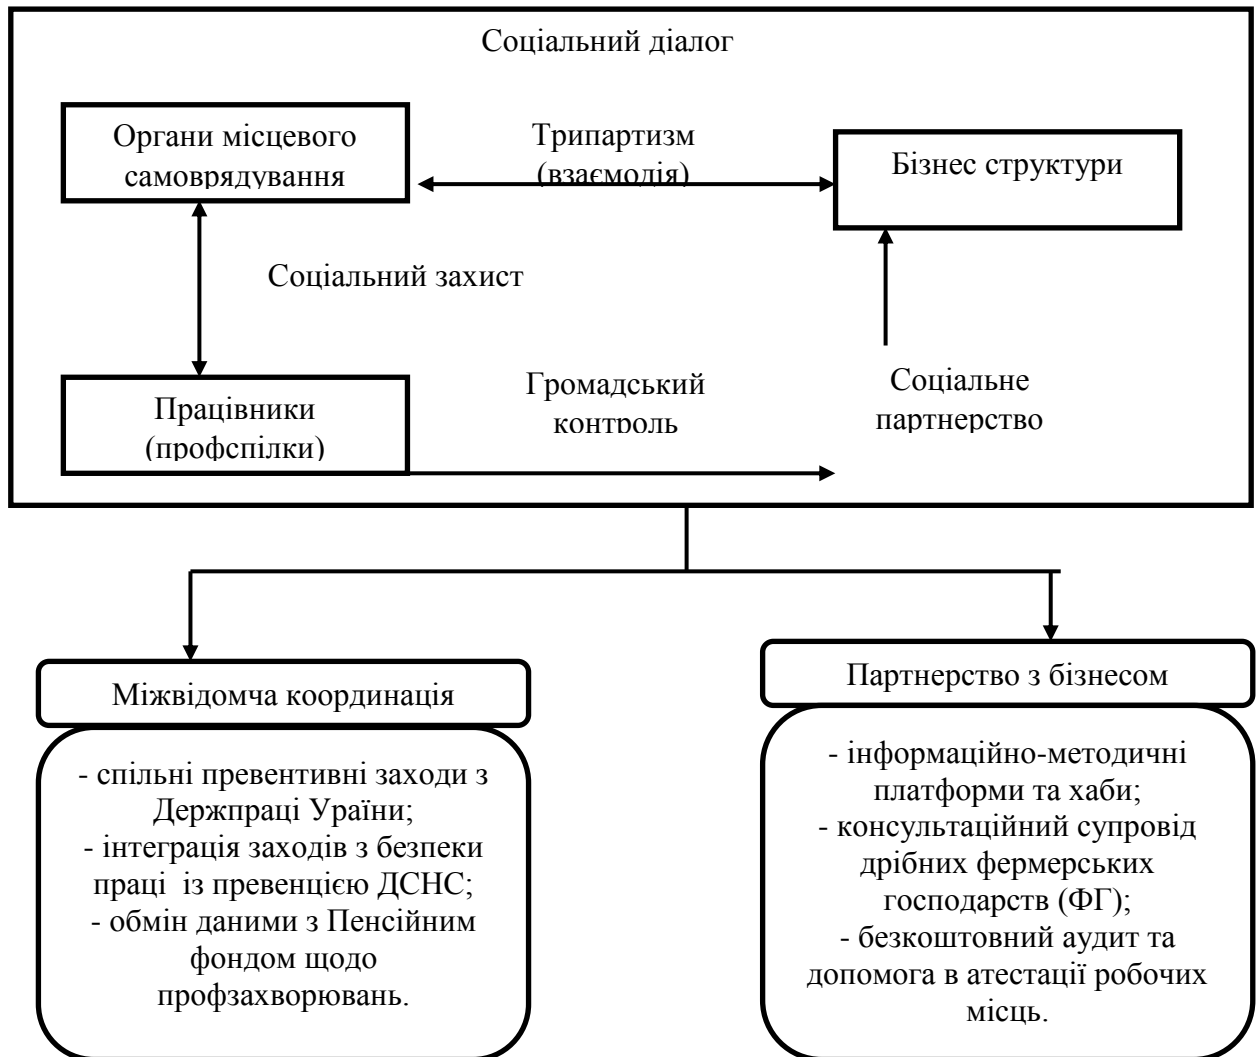 Соціальний діалог
Органи місцевого
самоврядування
Трипартизм
(взаємодія)
Бізнес структури
Соціальний захист
Працівники
(профспілки)
Громадський
контроль
Соціальне
партнерство
Міжвідомча координація
- спільні превентивні заходи з
Держпраці Ураїни;
- інтеграція заходів з безпеки
праці із превенцією ДСНС;
- обмін даними з Пенсійним
фондом щодо
профзахворювань.
Партнерство з бізнесом
- інформаційно-методичні
платформи та хаби;
- консультаційний супровід
дрібних фермерських
господарств (ФГ);
- безкоштовний аудит та
допомога в атестації робочих
місць.